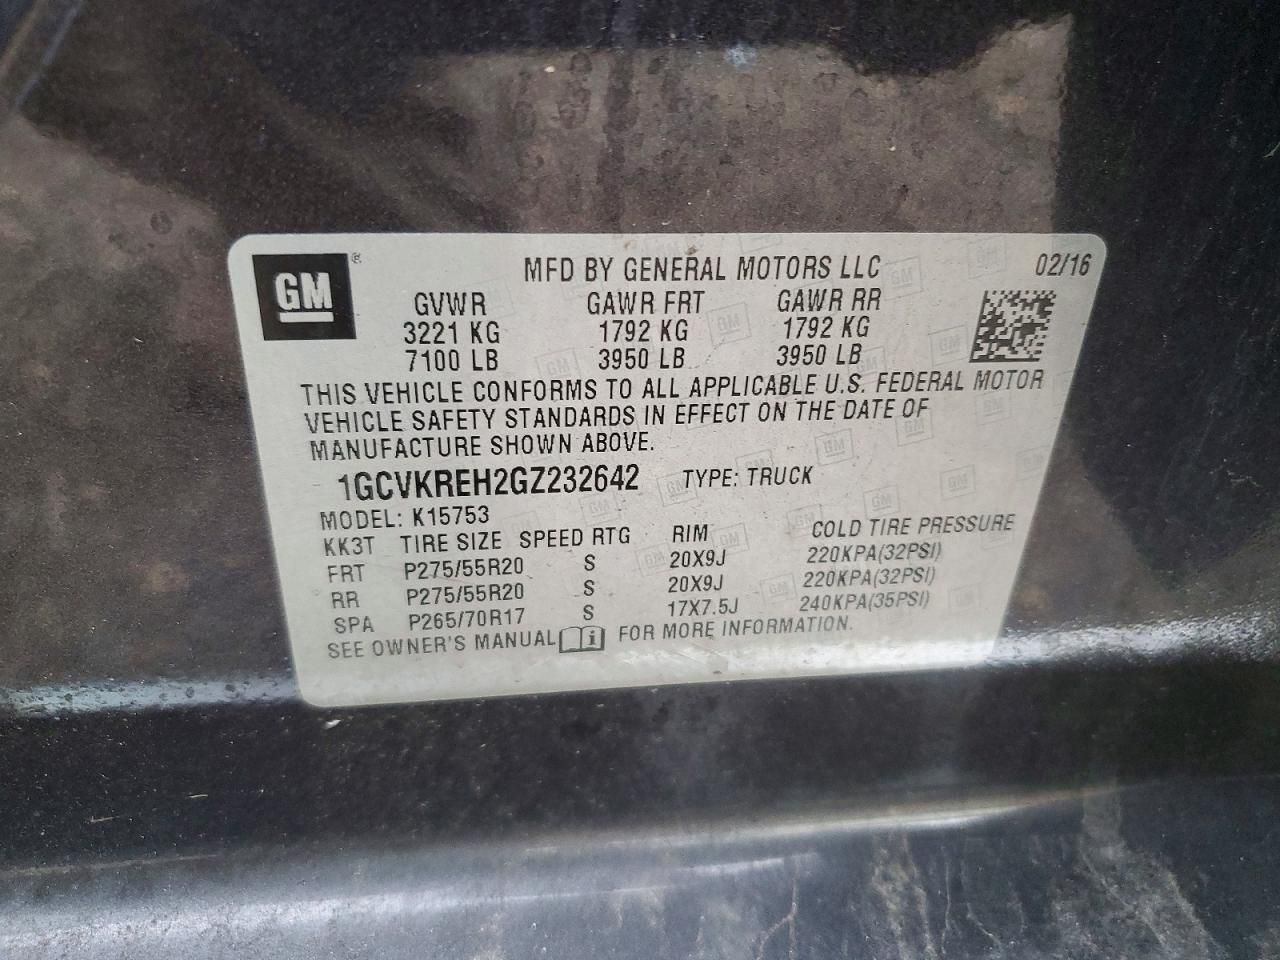 GM ®
MFD BY GENERAL MOTORS LLC 02/16
GVWR GAWR FRT GAWR RR
3221 KG 1792 KG 1792 KG
7100 LB 3950 LB 3950 LB
THIS VEHICLE CONFORMS TO ALL APPLICABLE U.S. FEDERAL MOTOR
VEHICLE SAFETY STANDARDS IN EFFECT ON THE DATE OF
MANUFACTURE SHOWN ABOVE.
1GCVKREH2GZ232642 TYPE: TRUCK
MODEL: K15753
KK3T TIRE SIZE SPEED RTG RIM COLD TIRE PRESSURE
FRT P275/55R20 S 20X9J 220KPA(32PSI)
RR P275/55R20 S 20X9J 220KPA(32PSI)
SPA P265/70R17 S 17X7.5J 240KPA(35PSI)
SEE OWNER'S MANUAL FOR MORE INFORMATION.